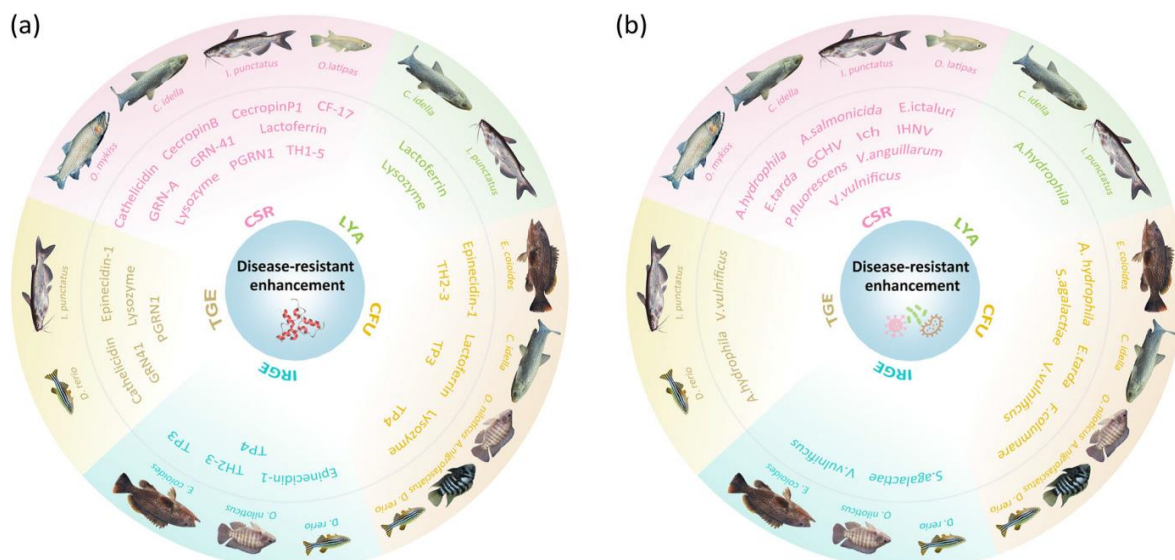 (a)
O. mykiss
C. idella
I. punctatus
O.latipas
Cathelicidin
CecropinB
CecropinP1
CF-17
GRN-A
GRN-41
Lactoferrin
Lysozyme
PGRN1
TH1-5
CSR
C. idella
I. punctatus
Lactoferrin
Lysozyme
LYA
E. coioides
C. idella
O. niloticus
A.nigrofasciatus
D. rerio
Epinecidin-1
TH2-3
Lactoferrin
TP3
Lysozyme
TP4
CFU
D. rerio
O. niloticus
E. coloides
Epinecidin-1
TP4
TH2-3
TP3
IRGE
D. rerio
I. punctatus
Epinecidin-1
Lysozyme
PGRN1
Cathelicidin
GRN41
TGE
Disease-resistant
enhancement
(b)
O. mykiss
C. idella
I. punctatus
O. latipas
A.hydrophila
A.salmonicida
E.ictaluri
E.tarda
GCHV
Ich
IHNV
P.fluorescens
V.anguillarum
V.vulnificus
CSR
C. idella
I. punctatus
A.hydrophila
LYA
E. coioides
C. idella
O. niloticus
A.nigrofasciatus
D. rerio
A. hydrophila
S.agalactiae
E.tarda
V.vulnificus
F.columnare
CFU
D. rerio
O. niloticus
E. coloides
S.agalactiae
V.vulnificus
IRGE
D. rerio
I. punctatus
A.hydrophila
V.vulnificus
TGE
Disease-resistant
enhancement